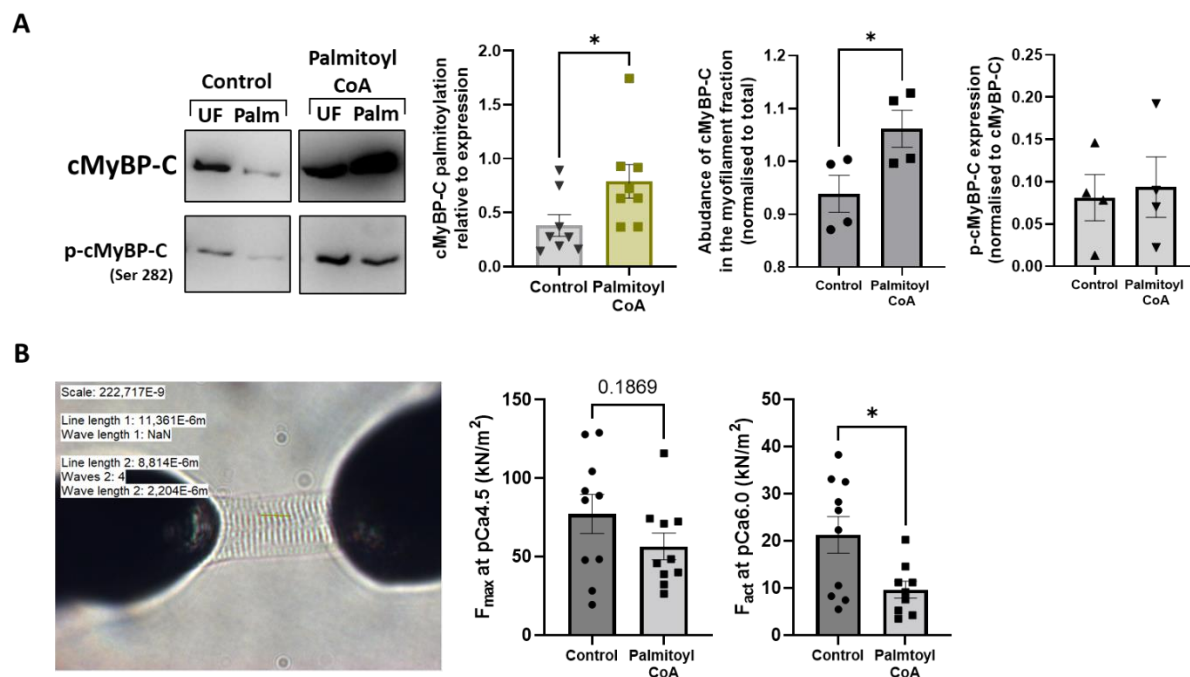 A
Control
Palmitoyl
CoA
UF Palm
UF Palm
cMyBP-C
p-cMyBP-C
(Ser 282)
cMyBP-C palmitoylation
relative to expression
2.0
1.5
1.0
0.5
0.0
*
Control
Palmitoyl
CoA
Abudance of cMyBP-C
in the myofilament fraction
(normalised to total)
1.2
1.1
1.0
0.9
0.8
*
Control
Palmitoyl
CoA
p-cMyBP-C expression
(normalised to cMyBP-C)
0.25
0.20
0.15
0.10
0.05
0.00
Control
Palmitoyl
CoA
B
Scale: 222,717E-9
Line length 1: 11,361E-6m
Wave length 1: NaN
Line length 2: 8,814E-6m
Waves 2: 4
Wave length 2: 2,204E-6m
Fmax at pCa4.5 (kN/m²)
150
100
50
0
0.1869
Control
Palmitoyl
CoA
Fact at pCa6.0 (kN/m²)
50
40
30
20
10
0
*
Control
Palmtoyl
CoA